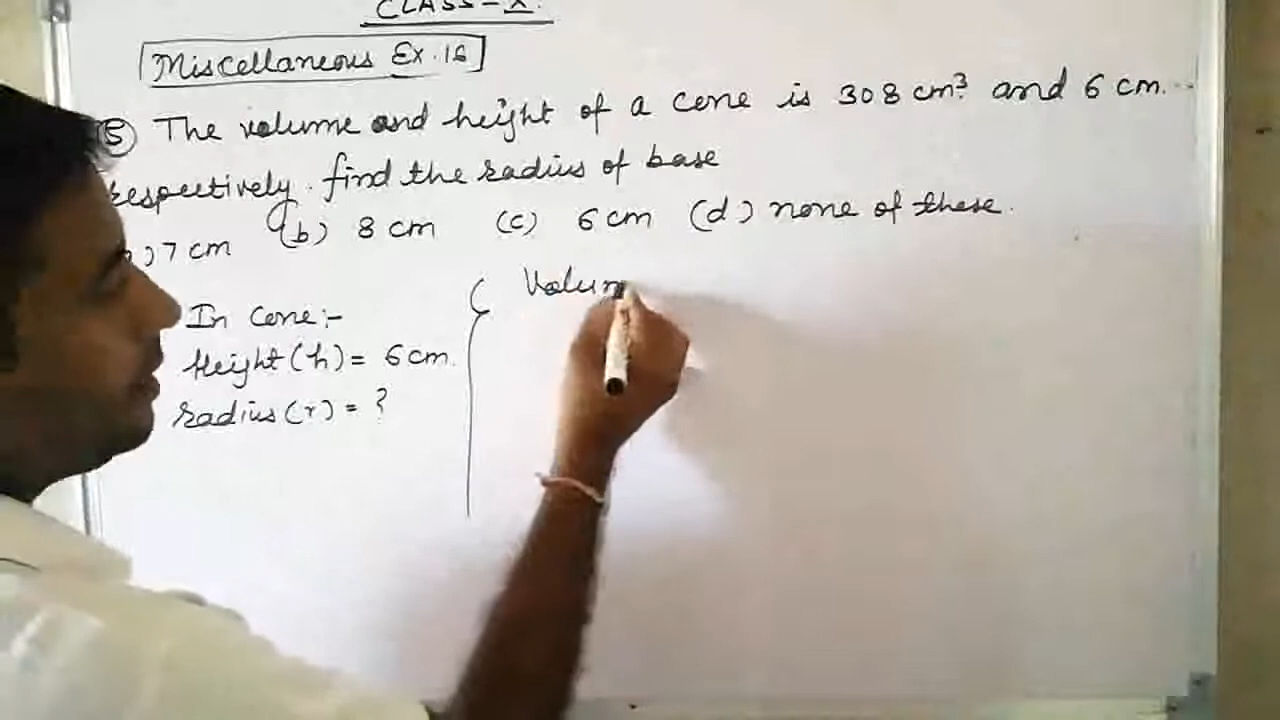 CLASS-X.
Miscellaneous Ex.16
5 The volume and height of a cone is 308 cm³ and 6 cm.
respectively. find the radius of base
) 7 cm (b) 8 cm (c) 6 cm (d) none of these.
In Cone:-
Height (h) = 6 cm.
radius (r) = ?
Volum